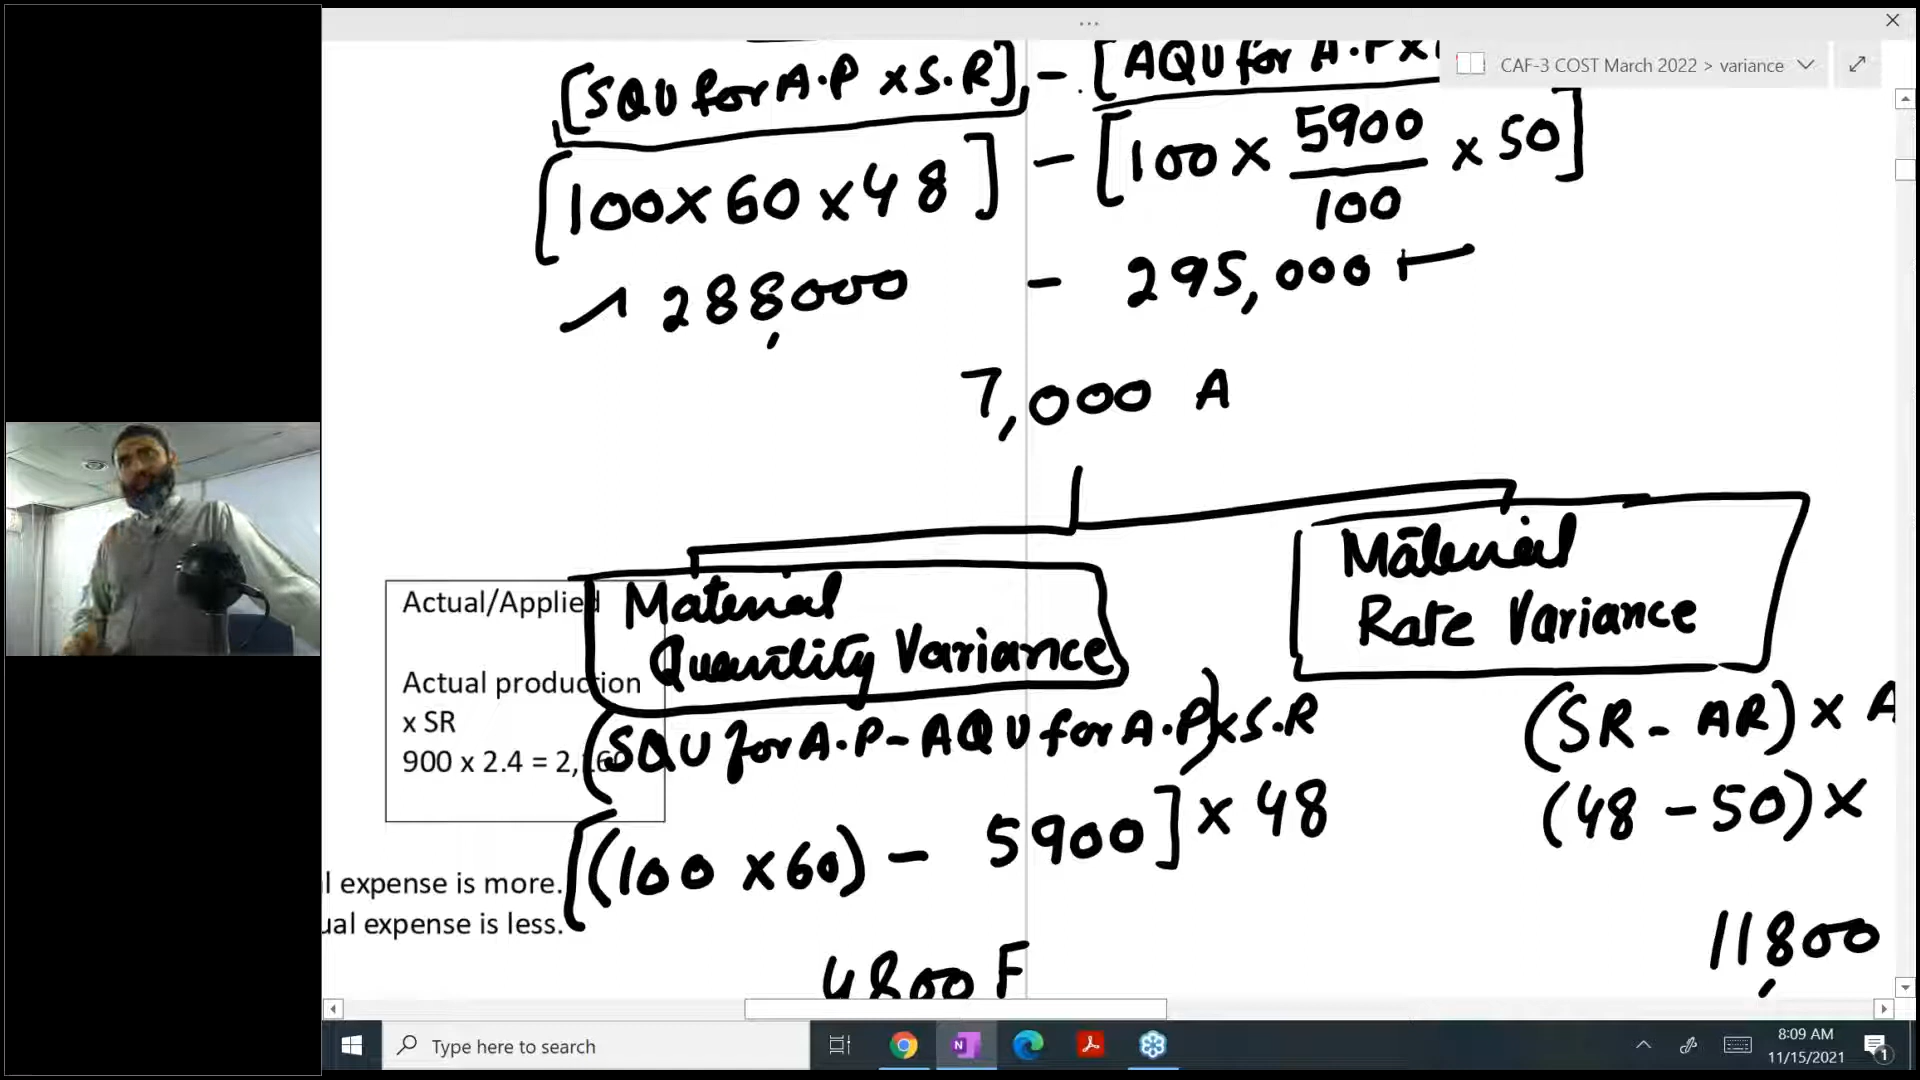 CAF-3 COST March 2022 > variance
[SQU for A.P x S.R] - [AQU for A.P x
[100 x 60 x 48] - [100 x 5900/100 x 50]
288,000 - 295,000
7,000 A
Material
Quantity Variance
Material
Rate Variance
Actual/Applied
Actual production
x SR
900 x 2.4 = 2,16
(SQU for A.P - AQU for A.P) x S.R
(SR - AR) x A
[(100 x 60) - 5900] x 48
(48 - 50) x
l expense is more.
ual expense is less.
4800 F
11,800
Type here to search
8:09 AM
11/15/2021
1